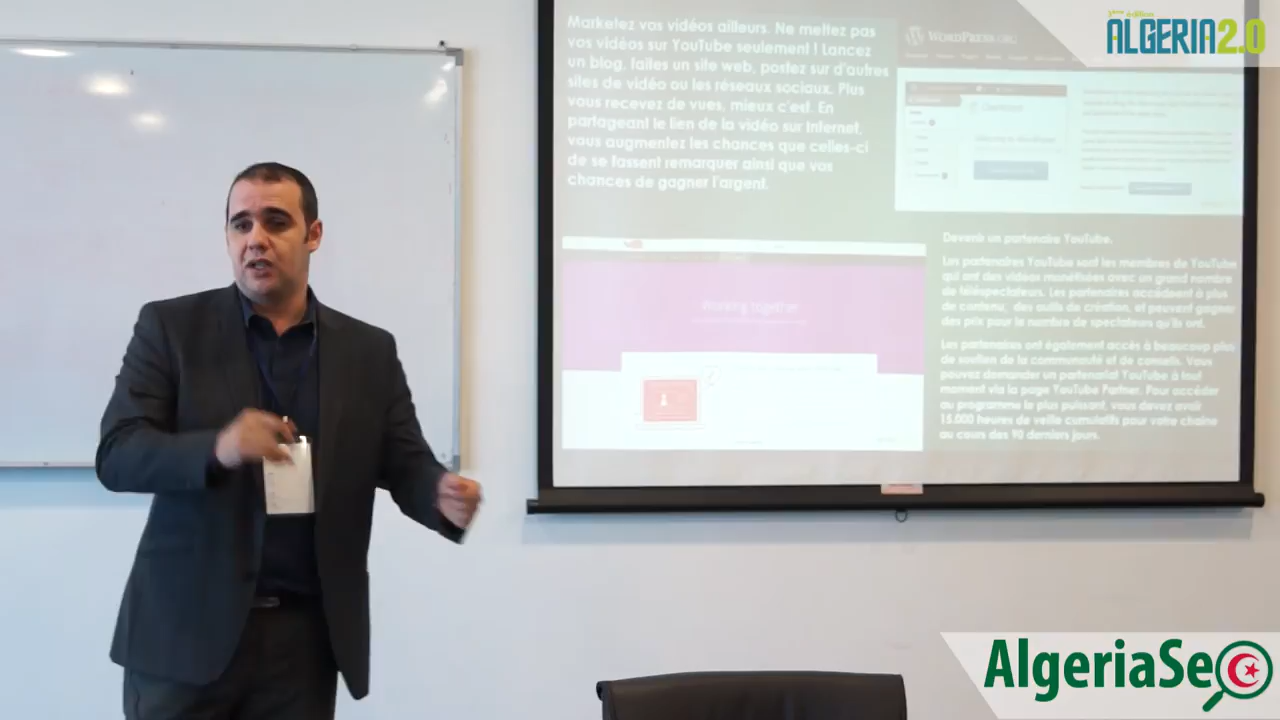 Marketez vos vidéos ailleurs. Ne mettez pas
vos vidéos sur YouTube seulement ! Lancez
un blog, faites un site web, postez sur d'autres
sites de vidéo ou les réseaux sociaux. Plus
vous recevez de vues, mieux c'est. En
partageant le lien de la vidéo sur Internet,
vous augmentez les chances que celles-ci
de se fassent remarquer ainsi que vos
chances de gagner l'argent.
WORDPRESS.ORG
ALGERIA2.0
Working together
Devenir un partenaire YouTube.
Les partenaires YouTube sont les membres de YouTube
qui ont des vidéos monétisées avec un grand nombre
de téléspectateurs. Les partenaires accèdent à plus
de contenu, des outils de création, et peuvent gagner
des prix pour le nombre de spectateurs qu'ils ont.
Les partenaires ont également accès à beaucoup plus
de soutien de la communauté et de conseils. Vous
pouvez demander un partenariat YouTube à tout
moment via la page YouTube Partner. Pour accéder
au programme le plus puissant, vous devez avoir
15.000 heures de veille cumulatifs pour votre chaîne
au cours des 90 derniers jours.
AlgeriaSeo